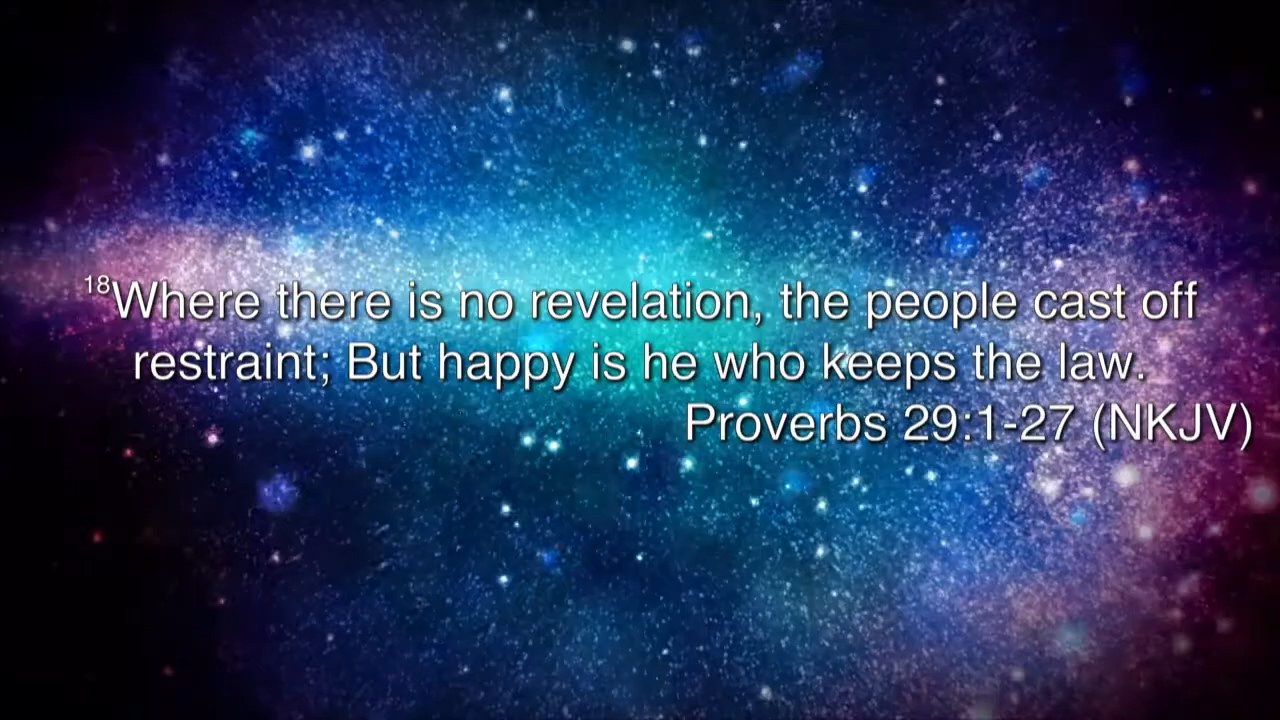 18Where there is no revelation, the people cast off
restraint; But happy is he who keeps the law.
Proverbs 29:1-27 (NKJV)